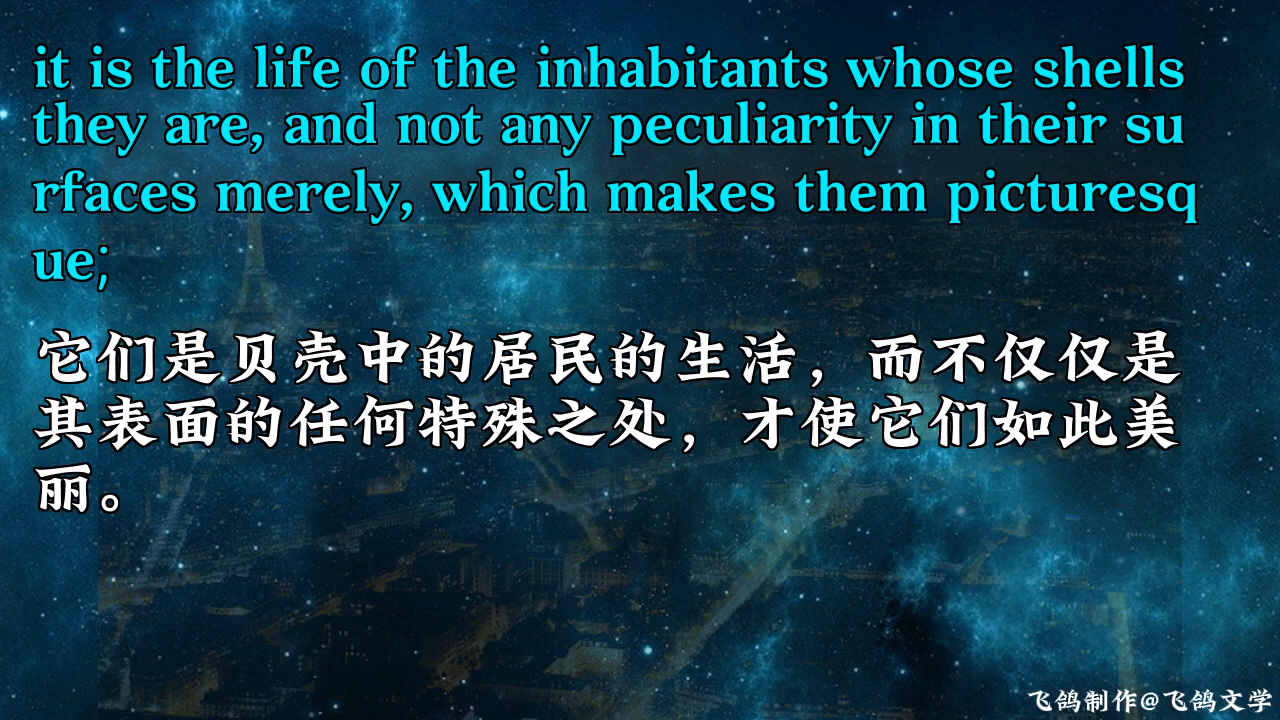 it is the life of the inhabitants whose shells
they are, and not any peculiarity in their su
rfaces merely, which makes them picturesq
ue;
它们是贝壳中的居民的生活，而不仅仅是
其表面的任何特殊之处，才使它们如此美
丽。
飞鸽制作@飞鸽文学